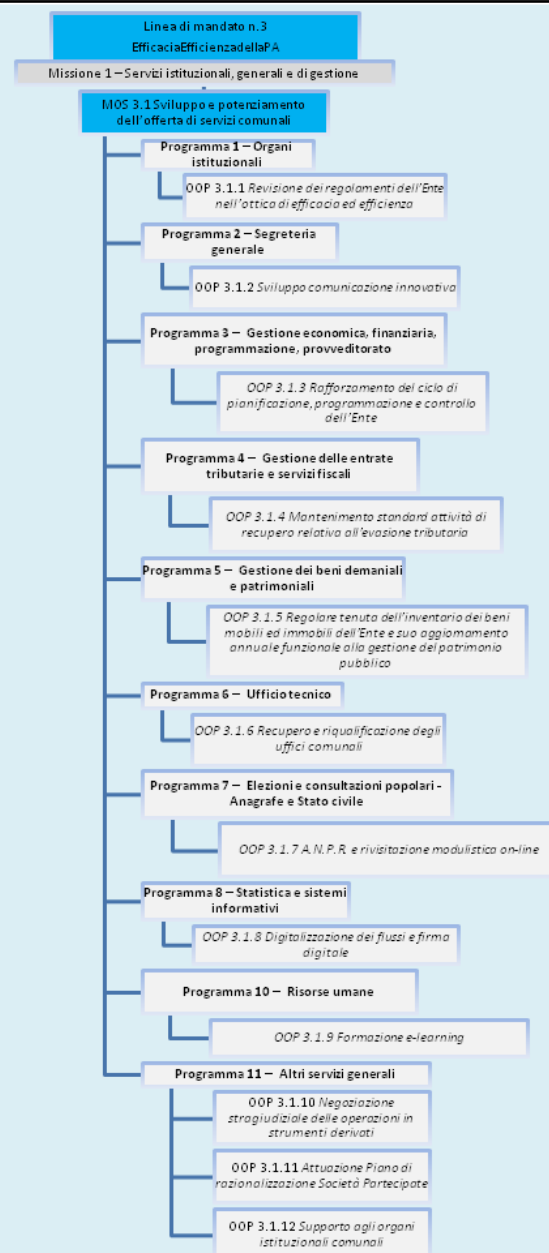 Linea di mandato n.3
EfficaciaEfficienzadellaPA
Missione 1 – Servizi istituzionali, generali e di gestione
MOS 3.1 Sviluppo e potenziamento
dell'offerta di servizi comunali
Programma 1 – Organi
istituzionali
OOP 3.1.1 Revisione dei regolamenti dell'Ente
nell'ottica di efficacia ed efficienza
Programma 2 – Segreteria
generale
OOP 3.1.2 Sviluppo comunicazione innovativa
Programma 3 – Gestione economica, finanziaria,
programmazione, provveditorato
OOP 3.1.3 Rafforzamento del ciclo di
pianificazione, programmazione e controllo
dell'Ente
Programma 4 – Gestione delle entrate
tributarie e servizi fiscali
OOP 3.1.4 Mantenimento standard attività di
recupero relativa all'evasione tributaria
Programma 5 – Gestione dei beni demaniali
e patrimoniali
OOP 3.1.5 Regolare tenuta dell'inventario dei beni
mobili ed immobili dell'Ente e suo aggiornamento
annuale funzionale alla gestione del patrimonio
pubblico
Programma 6 – Ufficio tecnico
OOP 3.1.6 Recupero e riqualificazione degli
uffici comunali
Programma 7 – Elezioni e consultazioni popolari -
Anagrafe e Stato civile
OOP 3.1.7 A.N.P.R. e rivisitazione modulistica on-line
Programma 8 – Statistica e sistemi
informativi
OOP 3.1.8 Digitalizzazione dei flussi e firma
digitale
Programma 10 – Risorse umane
OOP 3.1.9 Formazione e-learning
Programma 11 – Altri servizi generali
OOP 3.1.10 Negoziazione
stragiudiziale delle operazioni in
strumenti derivati
OOP 3.1.11 Attuazione Piano di
razionalizzazione Società Partecipate
OOP 3.1.12 Supporto agli organi
istituzionali comunali